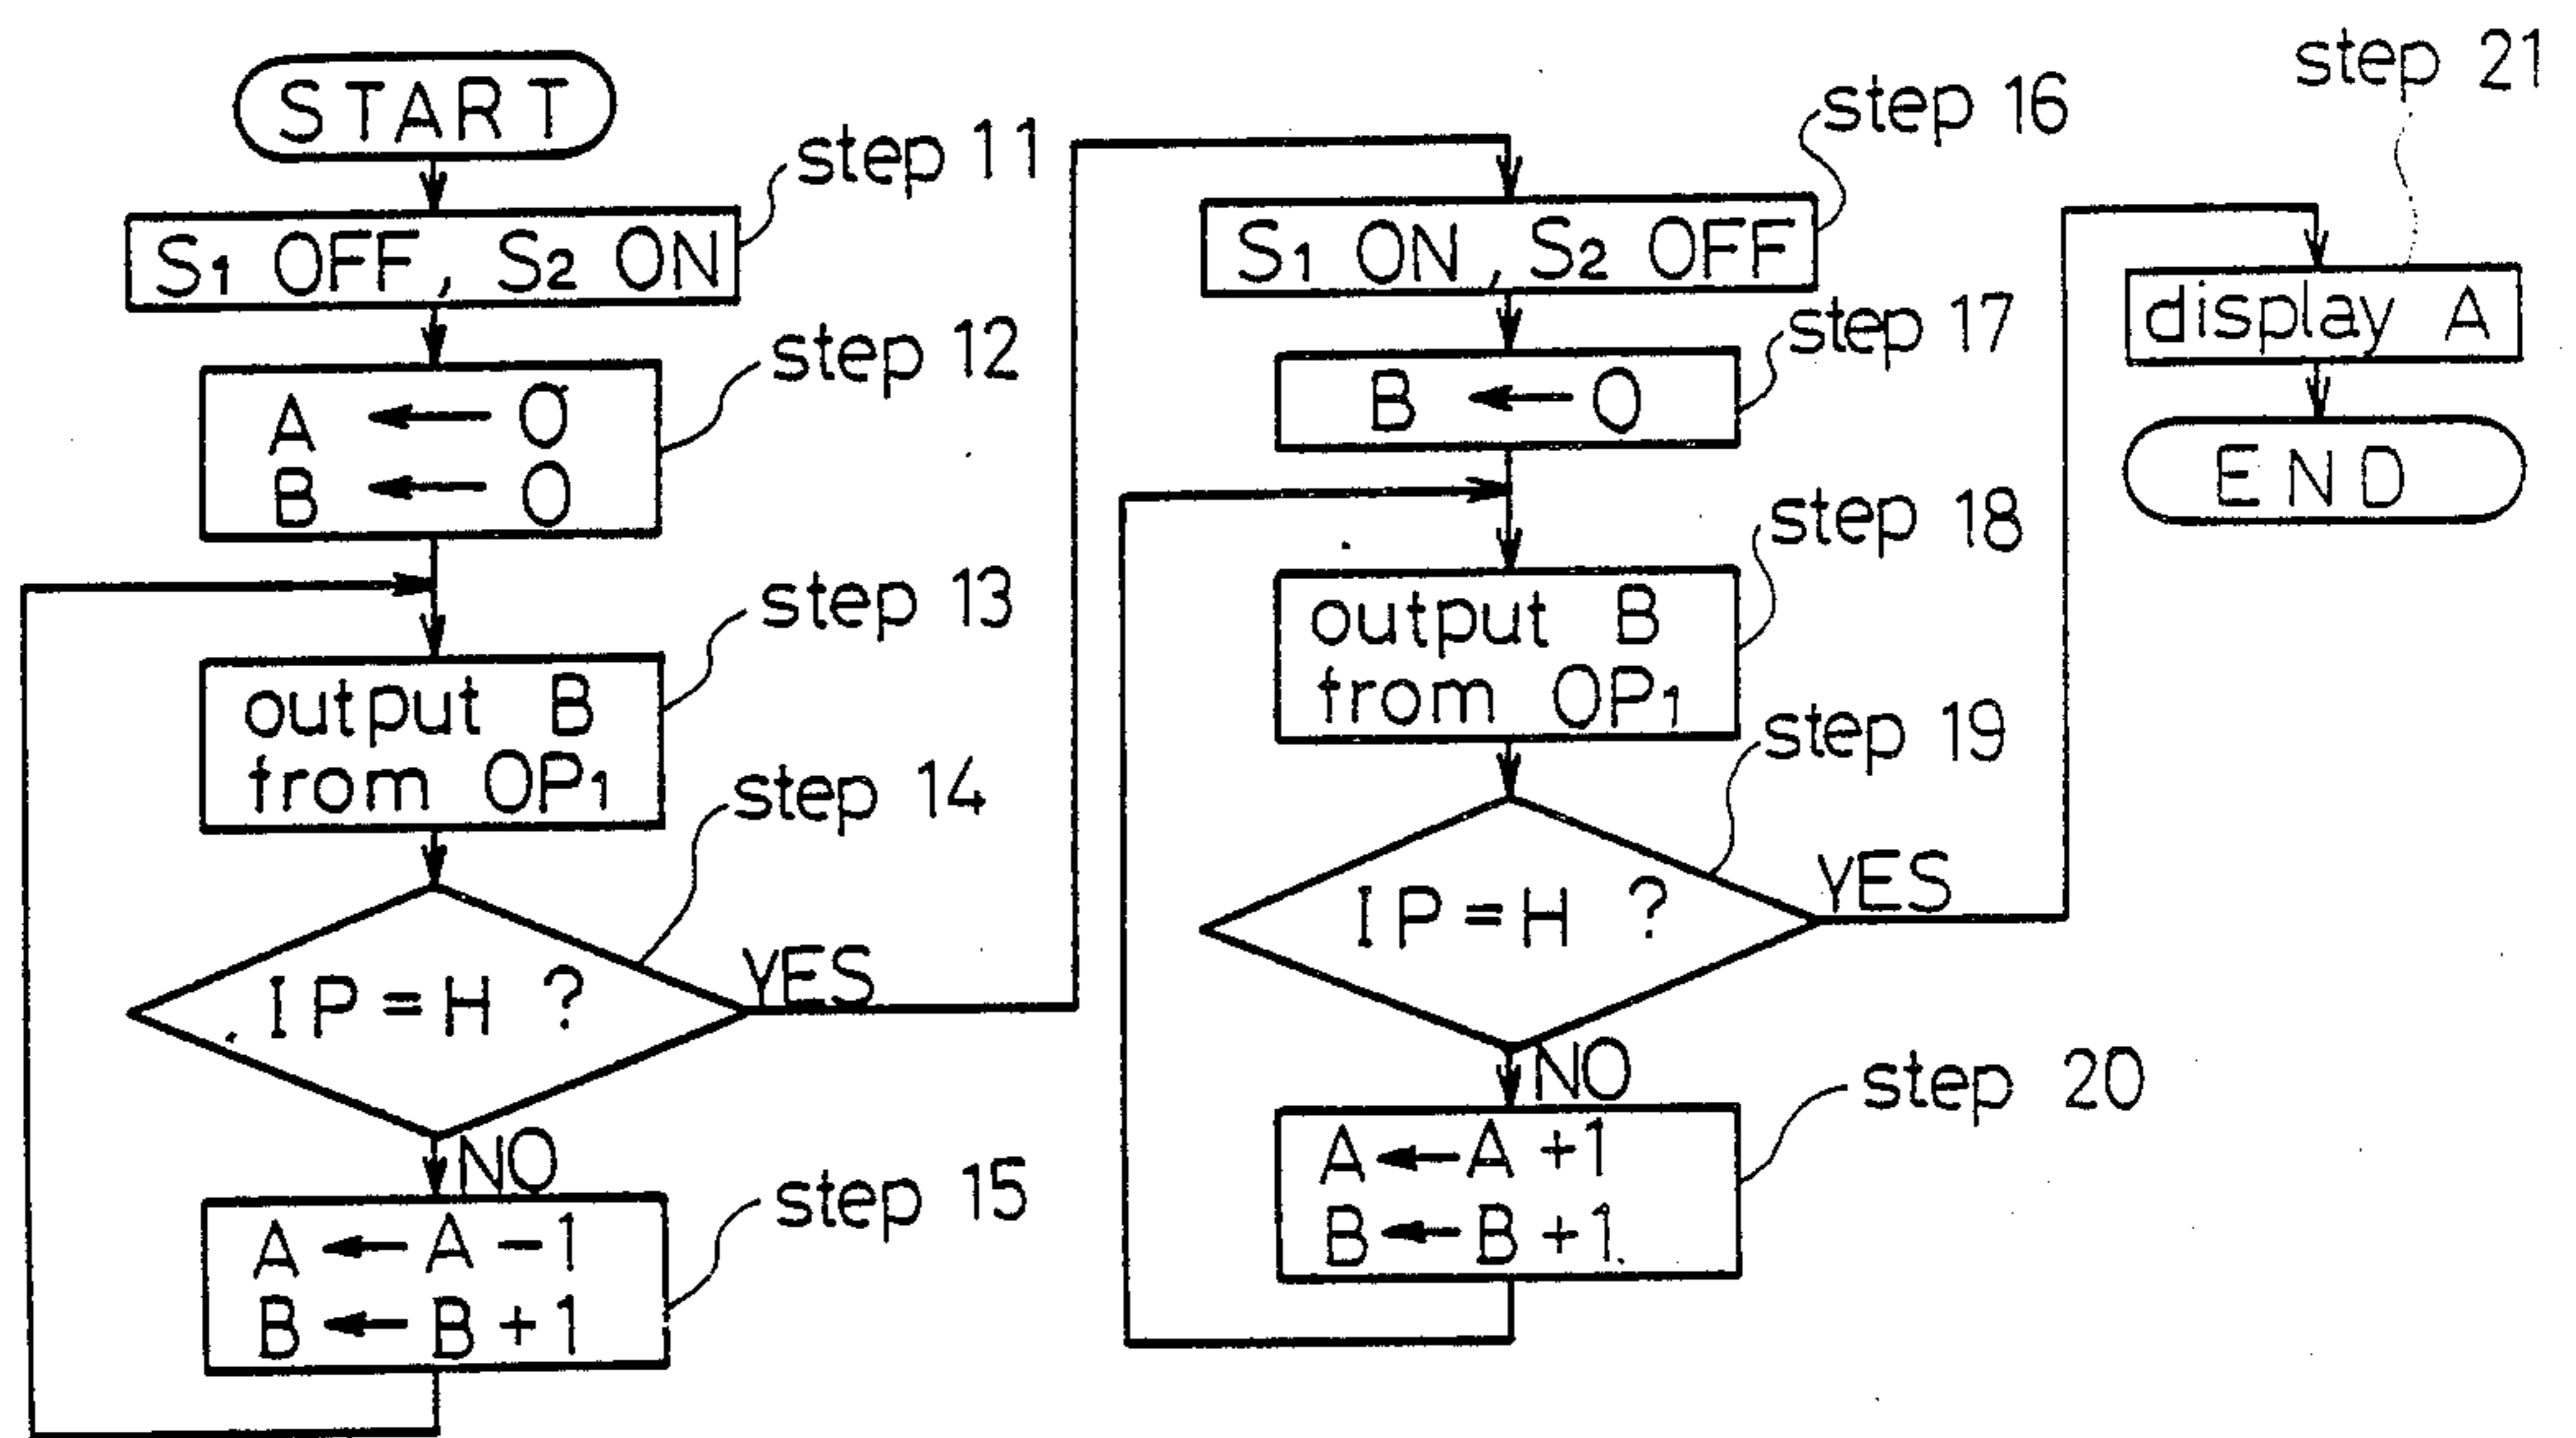 START
step 11
S1 OFF, S2 ON
step 12
A ← 0
B ← 0
step 13
output B
from OP1
step 14
IP=H ?
YES
NO
step 15
A ← A - 1
B ← B + 1
step 16
S1 ON, S2 OFF
step 17
B ← 0
step 18
output B
from OP1
step 19
IP=H ?
YES
NO
step 20
A ← A + 1
B ← B + 1
step 21
display A
END